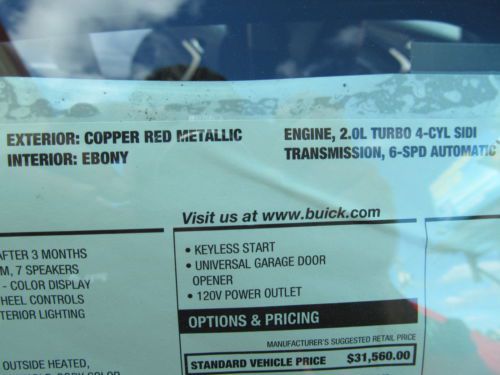 EXTERIOR: COPPER RED METALLIC
INTERIOR: EBONY
ENGINE, 2.0L TURBO 4-CYL SIDI
TRANSMISSION, 6-SPD AUTOMATIC
Visit us at www.buick.com
AFTER 3 MONTHS
M, 7 SPEAKERS
- COLOR DISPLAY
HEEL CONTROLS
TERIOR LIGHTING
OUTSIDE HEATED,
• KEYLESS START
• UNIVERSAL GARAGE DOOR
OPENER
• 120V POWER OUTLET
OPTIONS & PRICING
MANUFACTURER'S SUGGESTED RETAIL PRICE
STANDARD VEHICLE PRICE $31,560.00